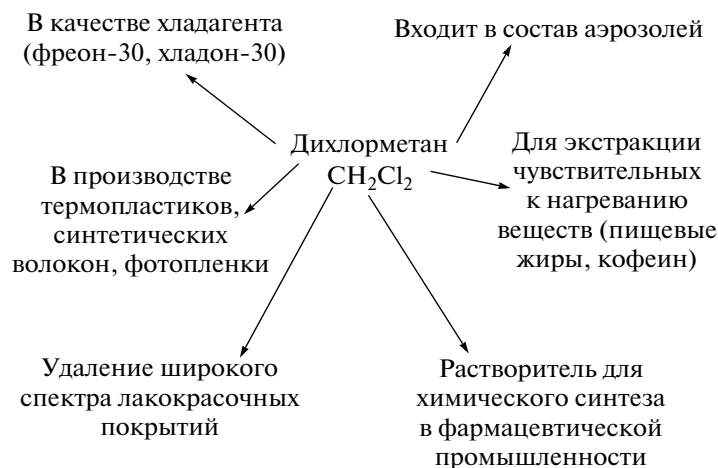 В качестве хладагента
(фреон-30, хладон-30)
Входит в состав аэрозолей
Дихлорметан
CH₂Cl₂
В производстве
термопластиков,
синтетических
волокон, фотопленки
Для экстракции
чувствительных
к нагреванию
веществ (пищевые
жиры, кофеин)
Удаление широкого
спектра лакокрасочных
покрытий
Растворитель для
химического синтеза
в фармацевтической
промышленности